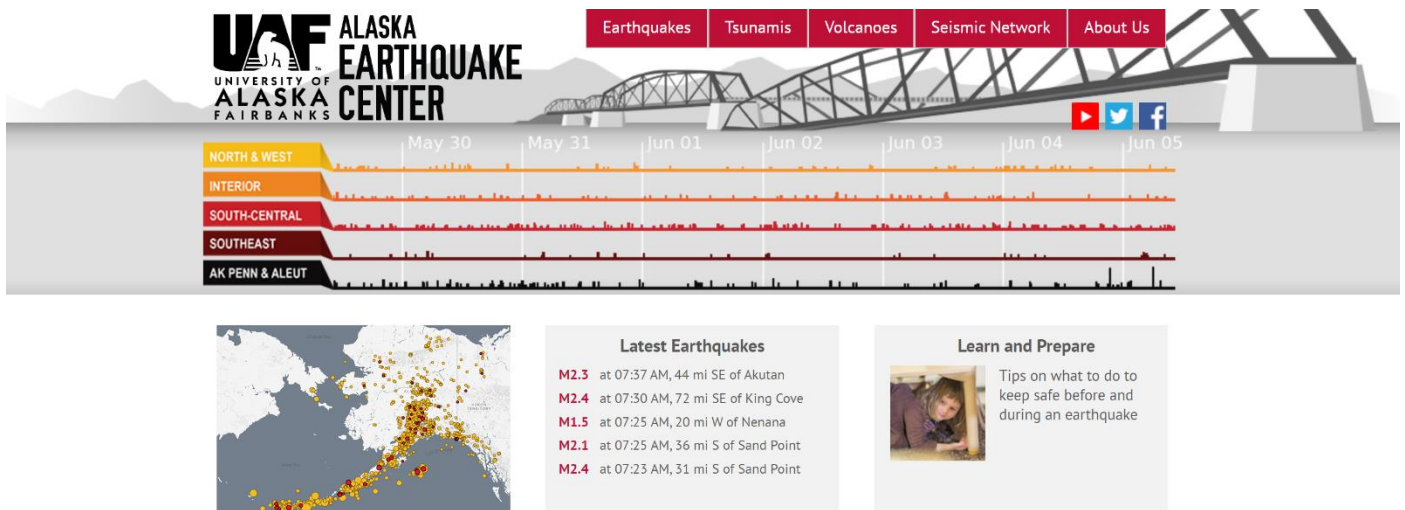 UAF
UNIVERSITY OF
ALASKA
FAIRBANKS
ALASKA
EARTHQUAKE
CENTER
Earthquakes
Tsunamis
Volcanoes
Seismic Network
About Us
May 30
May 31
Jun 01
Jun 02
Jun 03
Jun 04
Jun 05
NORTH & WEST
INTERIOR
SOUTH-CENTRAL
SOUTHEAST
AK PENN & ALEUT
Latest Earthquakes
M2.3 at 07:37 AM, 44 mi SE of Akutan
M2.4 at 07:30 AM, 72 mi SE of King Cove
M1.5 at 07:25 AM, 20 mi W of Nenana
M2.1 at 07:25 AM, 36 mi S of Sand Point
M2.4 at 07:23 AM, 31 mi S of Sand Point
Learn and Prepare
Tips on what to do to
keep safe before and
during an earthquake